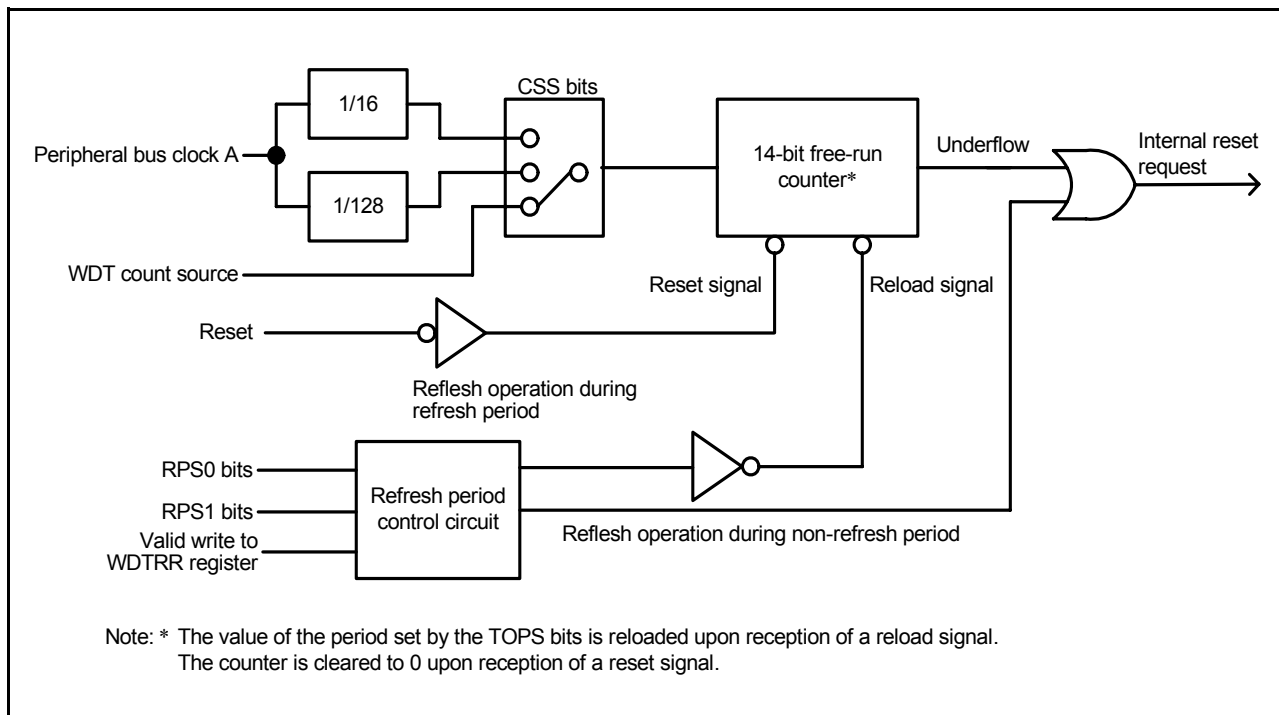 CSS bits
1/16
Peripheral bus clock A
1/128
WDT count source
14-bit free-run
counter*
Underflow
Internal reset
request
Reset signal
Reload signal
Reset
Reflesh operation during
refresh period
RPS0 bits
RPS1 bits
Valid write to
WDTRR register
Refresh period
control circuit
Reflesh operation during non-refresh period
Note: * The value of the period set by the TOPS bits is reloaded upon reception of a reload signal.
The counter is cleared to 0 upon reception of a reset signal.